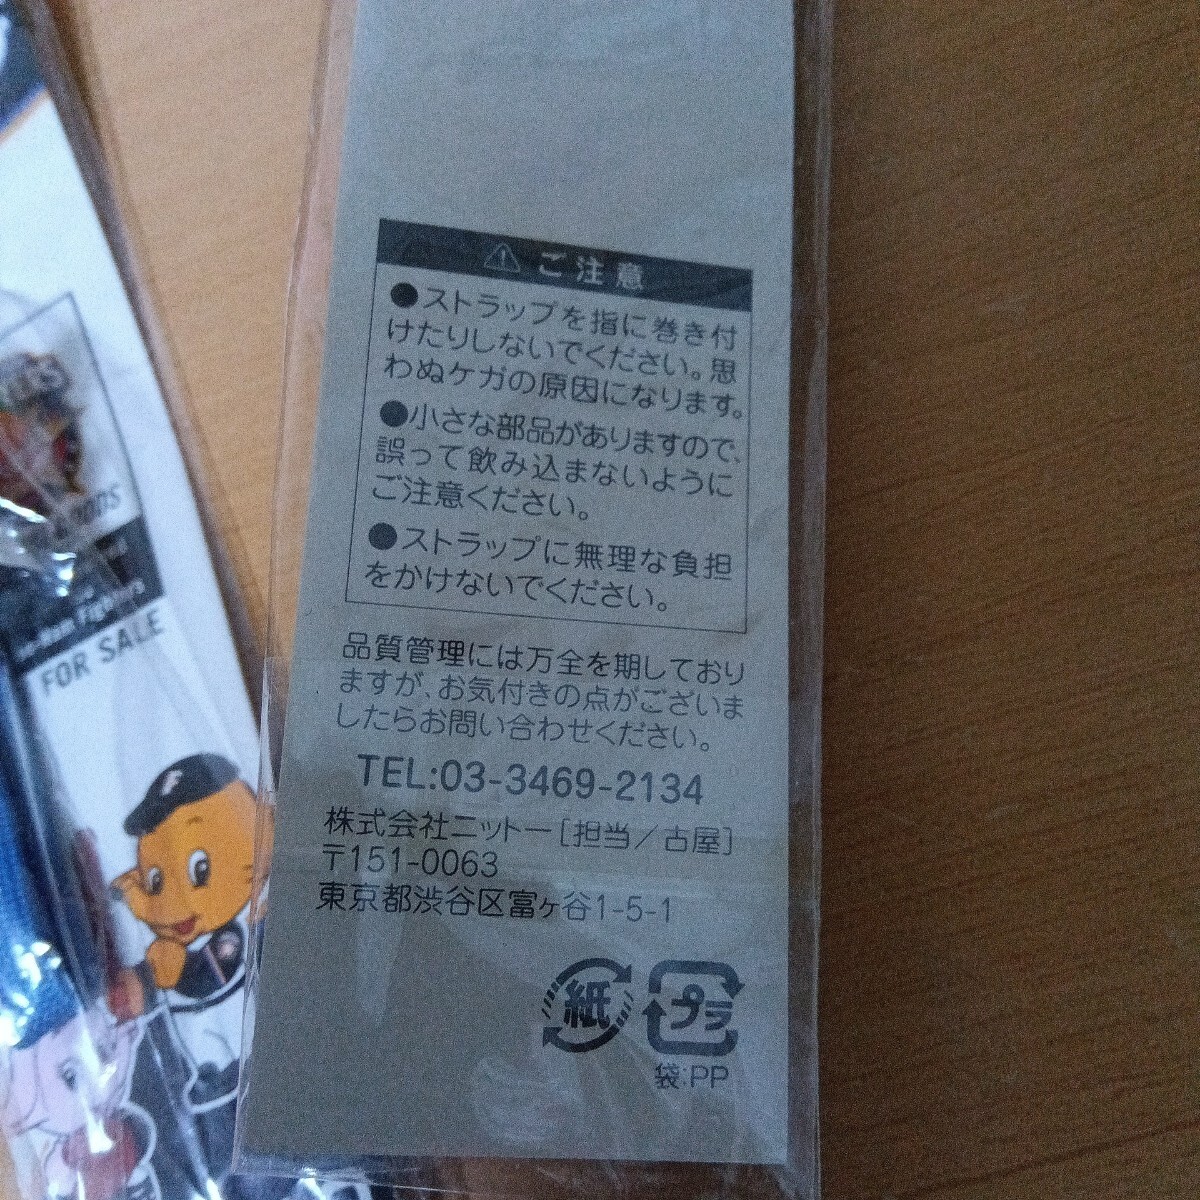 ご注意
●ストラップを指に巻き付
けたりしないでください。思
わぬケガの原因になります。
●小さな部品がありますので、
誤って飲み込まないように
ご注意ください。
●ストラップに無理な負担
をかけないでください。
品質管理には万全を期しており
ますが、お気付きの点がございま
したらお問い合わせください。
TEL:03-3469-2134
株式会社ニットー[担当／古屋]
〒151-0063
東京都渋谷区富ヶ谷1-5-1
紙
プラ
袋:PP
Fighters
FOR SALE
F